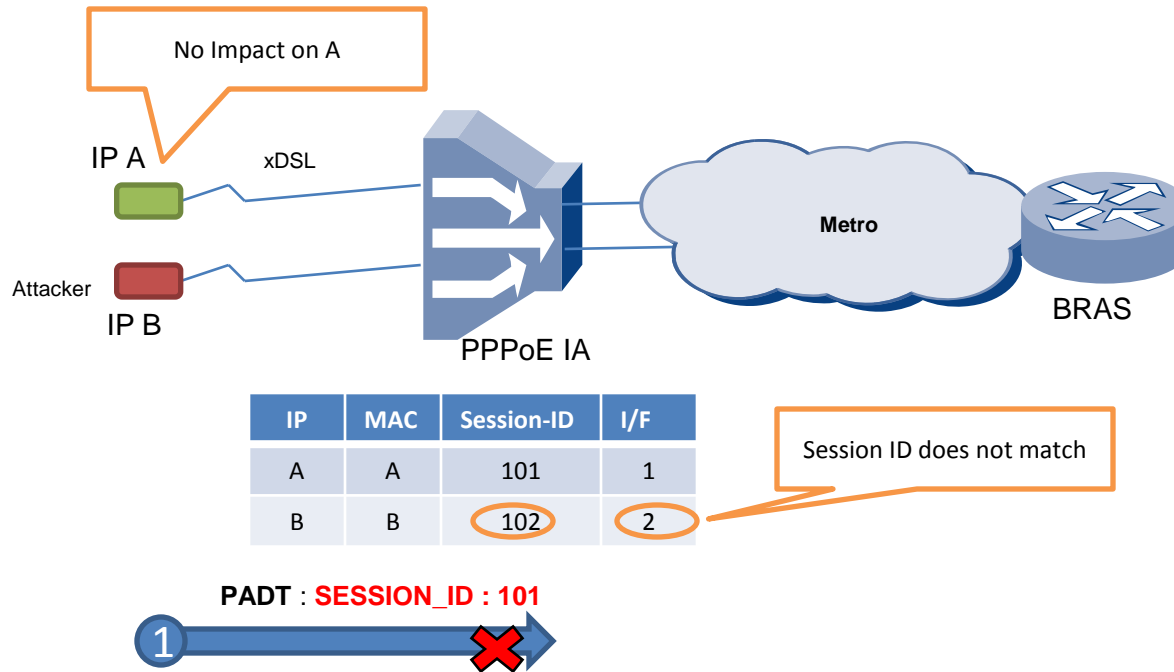 No Impact on A
IP A
xDSL
Attacker
IP B
PPPoE IA
Metro
BRAS
IP MAC Session-ID I/F
A A 101 1
B B 102 2
Session ID does not match
PADT : SESSION_ID : 101
1